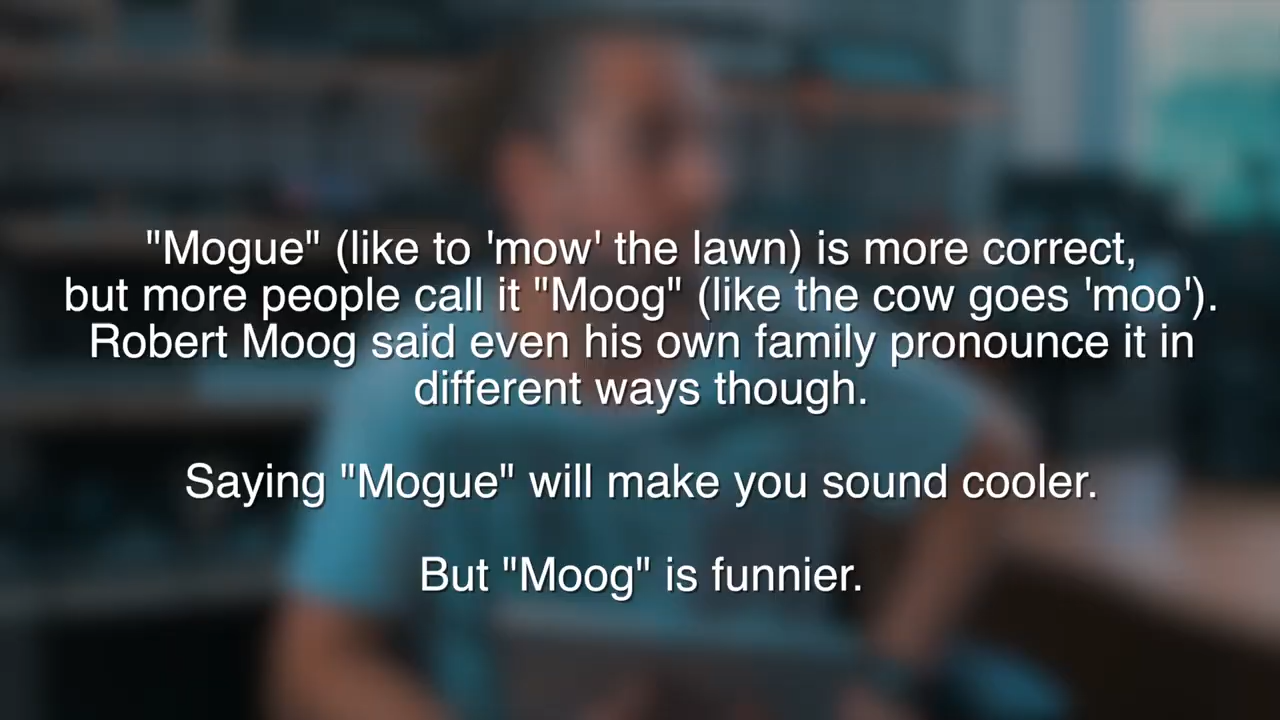 "Mogue" (like to 'mow' the lawn) is more correct,
but more people call it "Moog" (like the cow goes 'moo').
Robert Moog said even his own family pronounce it in
different ways though.
Saying "Mogue" will make you sound cooler.
But "Moog" is funnier.